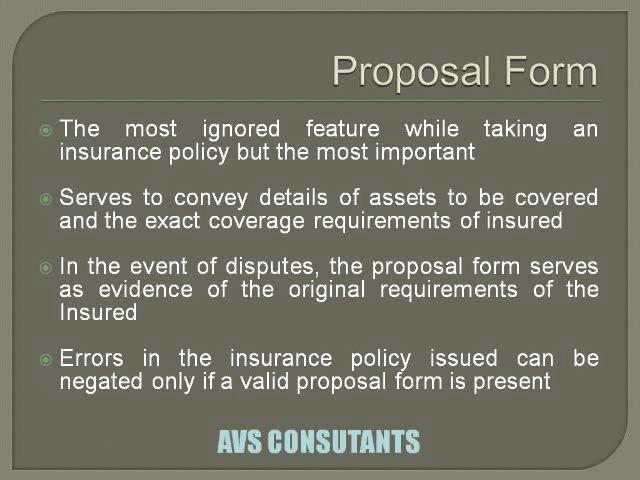 Proposal Form
The most ignored feature while taking an
insurance policy but the most important
Serves to convey details of assets to be covered
and the exact coverage requirements of insured
In the event of disputes, the proposal form serves
as evidence of the original requirements of the
Insured
Errors in the insurance policy issued can be
negated only if a valid proposal form is present
AVS CONSUTANTS